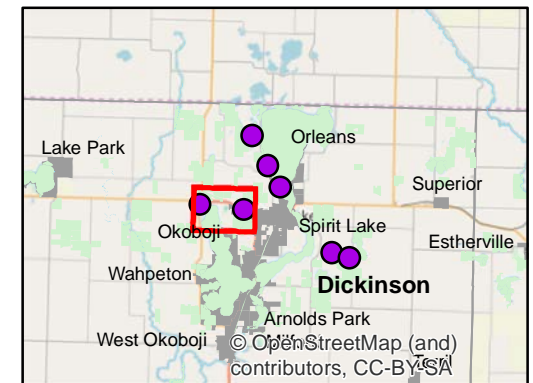 Orleans
Lake Park
Superior
Okoboji
Spirit Lake
Estherville
Wahpeton
Dickinson
Arnolds Park
West Okoboji
© OpenStreetMap (and)
contributors, CC-BY-SA